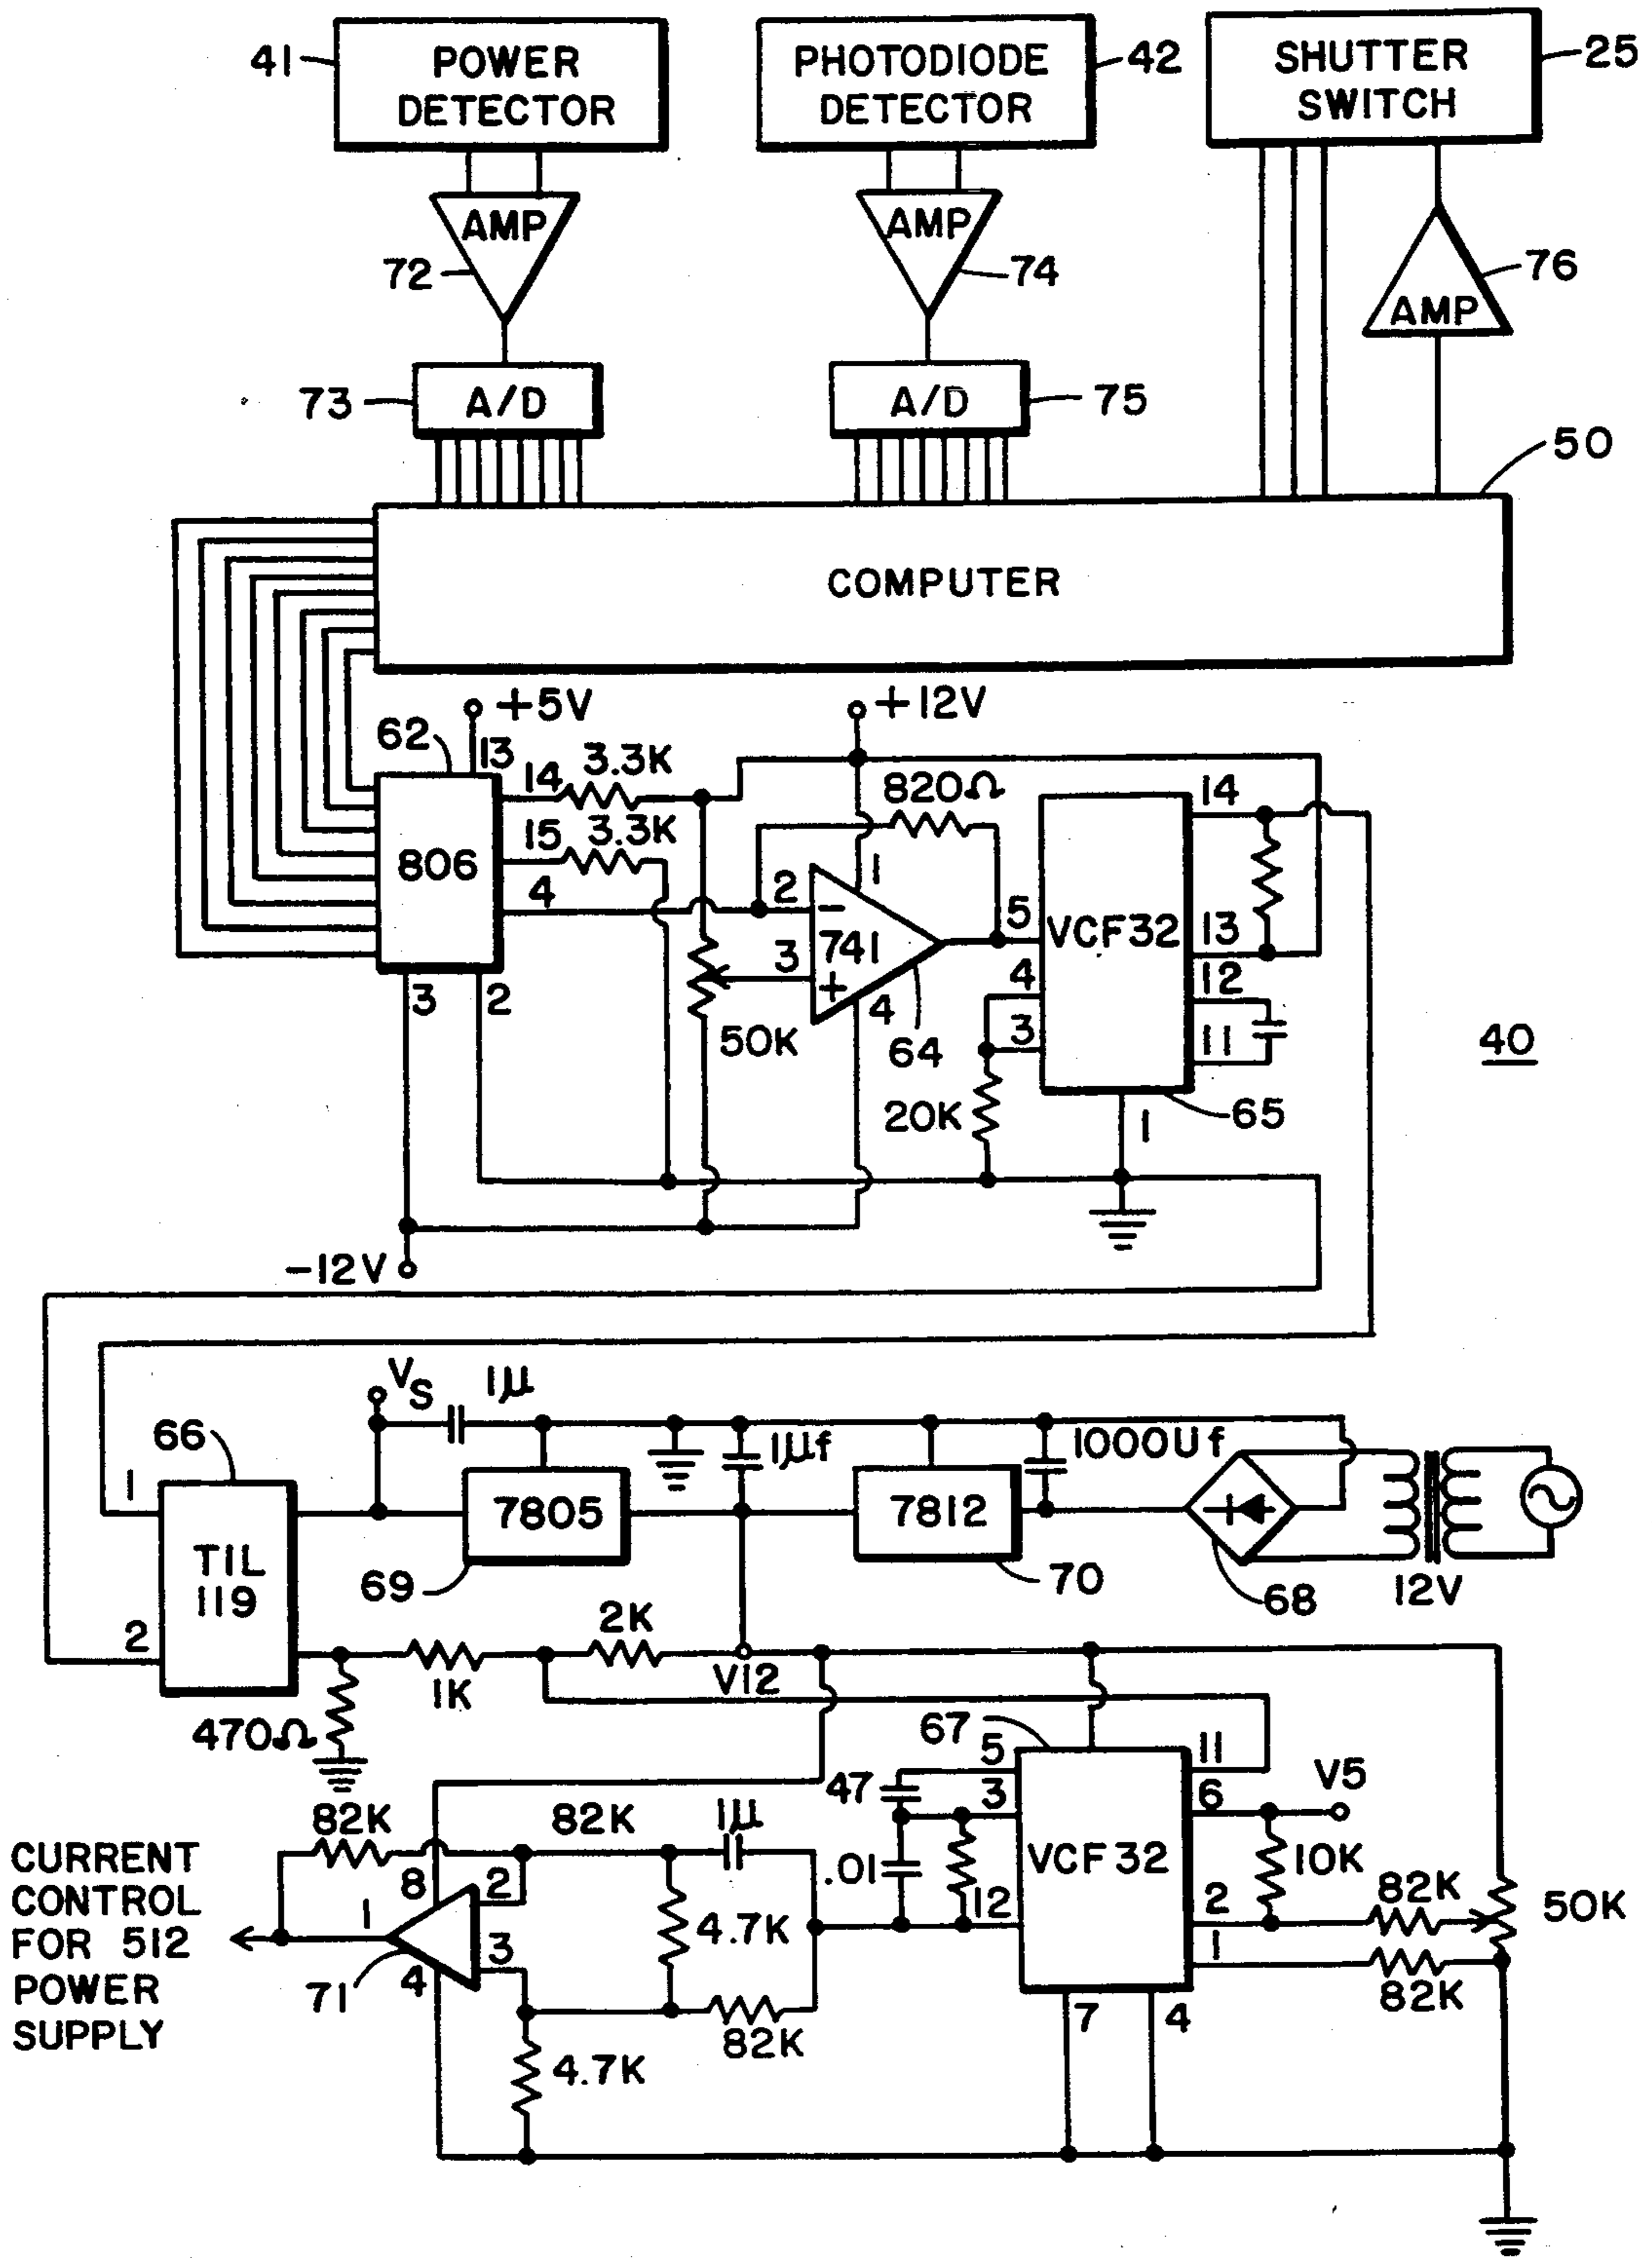 41
POWER
DETECTOR
PHOTODIODE
DETECTOR
42
SHUTTER
SWITCH
25
AMP
72
AMP
74
AMP
76
73
A/D
A/D
75
50
COMPUTER
+5V
+12V
62
13
14
3.3K
820Ω
14
15
3.3K
806
4
2
1
−
741
3
+
5
VCF32
13
4
12
3
2
50K
4
64
3
11
40
20K
65
1
−12V
VS
1μ
66
1μf
1000Uf
1
7805
7812
TIL
119
69
70
68
12V
2
2K
1K
V12
470Ω
67
5
11
47
3
6
V5
82K
82K
1μ
CURRENT
CONTROL
FOR 512
POWER
SUPPLY
8
2
.01
VCF32
10K
1
12
2
82K
50K
4.7K
3
1
71
4
82K
82K
7
4
4.7K